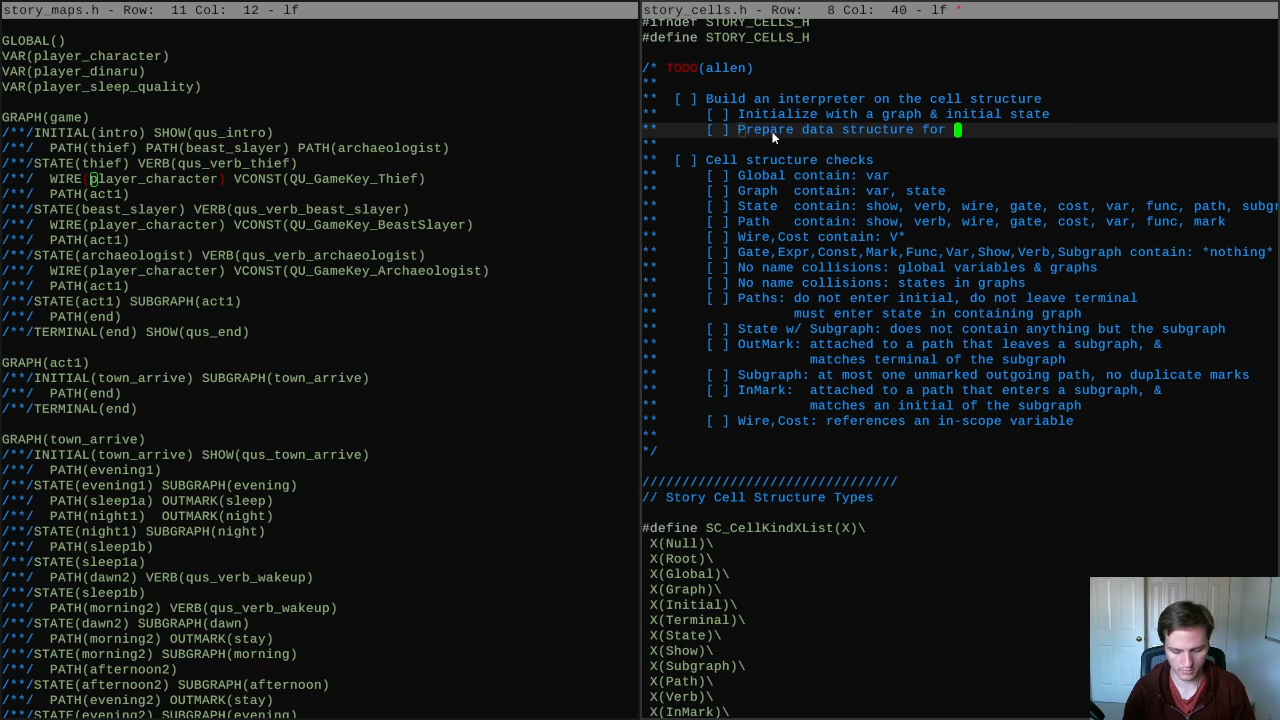 story_maps.h - Row:  11 Col:  12 - lf
GLOBAL()
VAR(player_character)
VAR(player_dinaru)
VAR(player_sleep_quality)
GRAPH(game)
/**/INITIAL(intro) SHOW(qus_intro)
/**/  PATH(thief) PATH(beast_slayer) PATH(archaeologist)
/**/STATE(thief) VERB(qus_verb_thief)
/**/  WIRE(player_character) VCONST(QU_GameKey_Thief)
/**/  PATH(act1)
/**/STATE(beast_slayer) VERB(qus_verb_beast_slayer)
/**/  WIRE(player_character) VCONST(QU_GameKey_BeastSlayer)
/**/  PATH(act1)
/**/STATE(archaeologist) VERB(qus_verb_archaeologist)
/**/  WIRE(player_character) VCONST(QU_GameKey_Archaeologist)
/**/  PATH(act1)
/**/STATE(act1) SUBGRAPH(act1)
/**/  PATH(end)
/**/TERMINAL(end) SHOW(qus_end)
GRAPH(act1)
/**/INITIAL(town_arrive) SUBGRAPH(town_arrive)
/**/  PATH(end)
/**/TERMINAL(end)
GRAPH(town_arrive)
/**/INITIAL(town_arrive) SHOW(qus_town_arrive)
/**/  PATH(evening1)
/**/STATE(evening1) SUBGRAPH(evening)
/**/  PATH(sleep1a) OUTMARK(sleep)
/**/  PATH(night1)  OUTMARK(night)
/**/STATE(night1) SUBGRAPH(night)
/**/  PATH(sleep1b)
/**/STATE(sleep1a)
/**/  PATH(dawn2) VERB(qus_verb_wakeup)
/**/STATE(sleep1b)
/**/  PATH(morning2) VERB(qus_verb_wakeup)
/**/STATE(dawn2) SUBGRAPH(dawn)
/**/  PATH(morning2) OUTMARK(stay)
/**/STATE(morning2) SUBGRAPH(morning)
/**/  PATH(afternoon2)
/**/STATE(afternoon2) SUBGRAPH(afternoon)
/**/  PATH(evening2) OUTMARK(stay)
/**/STATE(evening2) SUBGRAPH(evening)
story_cells.h - Row:   8 Col:  40 - lf *
#ifndef STORY_CELLS_H
#define STORY_CELLS_H
/* TODO(allen)
**
**  [ ] Build an interpreter on the cell structure
**      [ ] Initialize with a graph & initial state
**      [ ] Prepare data structure for
**
**  [ ] Cell structure checks
**      [ ] Global contain: var
**      [ ] Graph  contain: var, state
**      [ ] State  contain: show, verb, wire, gate, cost, var, func, path, subgr
**      [ ] Path   contain: show, verb, wire, gate, cost, var, func, mark
**      [ ] Wire,Cost contain: V*
**      [ ] Gate,Expr,Const,Mark,Func,Var,Show,Verb,Subgraph contain: *nothing*
**      [ ] No name collisions: global variables & graphs
**      [ ] No name collisions: states in graphs
**      [ ] Paths: do not enter initial, do not leave terminal
**                 must enter state in containing graph
**      [ ] State w/ Subgraph: does not contain anything but the subgraph
**      [ ] OutMark: attached to a path that leaves a subgraph, &
**                   matches terminal of the subgraph
**      [ ] Subgraph: at most one unmarked outgoing path, no duplicate marks
**      [ ] InMark:  attached to a path that enters a subgraph, &
**                   matches an initial of the subgraph
**      [ ] Wire,Cost: references an in-scope variable
**
*/
////////////////////////////////
// Story Cell Structure Types
#define SC_CellKindXList(X)\
X(Null)\
X(Root)\
X(Global)\
X(Graph)\
X(Initial)\
X(Terminal)\
X(State)\
X(Show)\
X(Subgraph)\
X(Path)\
X(Verb)\
X(InMark)\